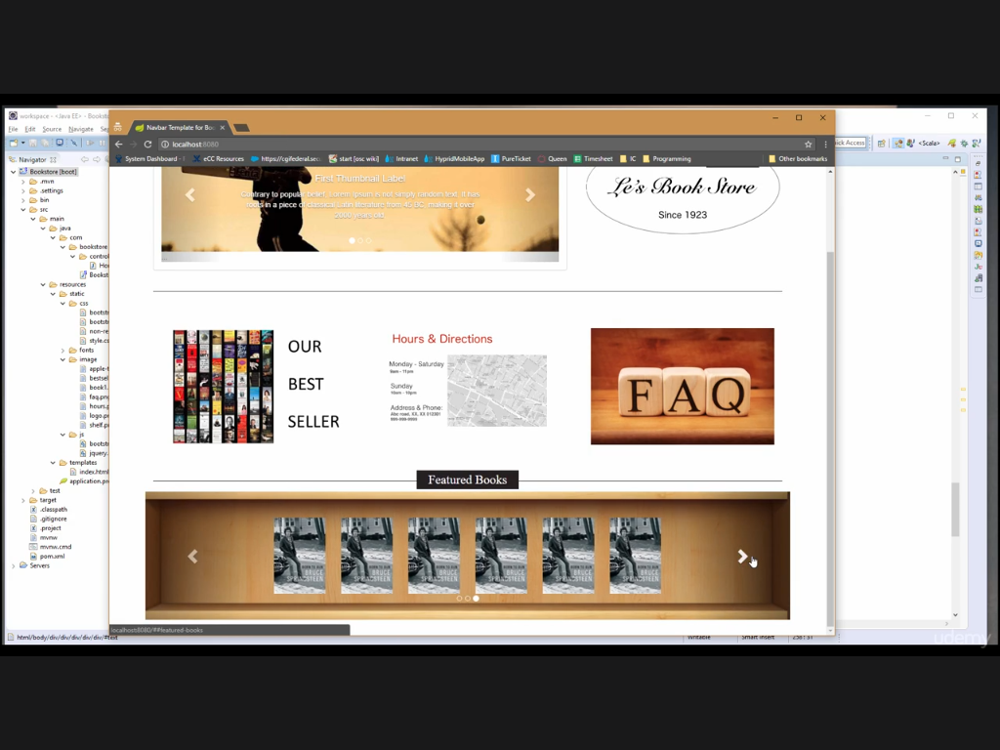 workspace - <Java EE> - Bookst
File Edit Source Navigate Se
Navigator
Bookstore [boot]
.mvn
.settings
bin
src
main
java
com
bookstore
contro
Ho
Bookst
resources
static
css
bootst
bootst
non-re
style.c
fonts
image
apple-t
bestsel
book1.
faq.png
hours.p
logo.pn
shelf.pn
js
bootst
jquery.
templates
index.html
application.pr
test
target
.classpath
.gitignore
.project
mvnw
mvnw.cmd
pom.xml
Servers
html/body/div/div/div/div/div/#text
Navbar Template for Bo
localhost:8080
System Dashboard - eCC Resources https://cgifederal.se start [osc wiki] Intranet HypridMobileApp PureTicket Queen Timesheet IC Programming Other bookmarks
First Thumbnail Label
Contrary to popular belief, Lorem Ipsum is not simply random text. It has
roots in a piece of classical Latin literature from 45 BC, making it over
2000 years old.
Le's Book Store
Since 1923
OUR
BEST
SELLER
Hours & Directions
Monday - Saturday
9am - 11pm
Sunday
10am - 10pm
Address & Phone:
Abc road, XX, XX 012301
999-999-9999
FAQ
Featured Books
BRUCE
SPRINGSTEEN
BRUCE
SPRINGSTEEN
BRUCE
SPRINGSTEEN
BRUCE
SPRINGSTEEN
BRUCE
SPRINGSTEEN
BRUCE
SPRINGSTEEN
localhost:8080/##featured-books
ick Access
<Scala>
Writable
Smart Insert
udemy